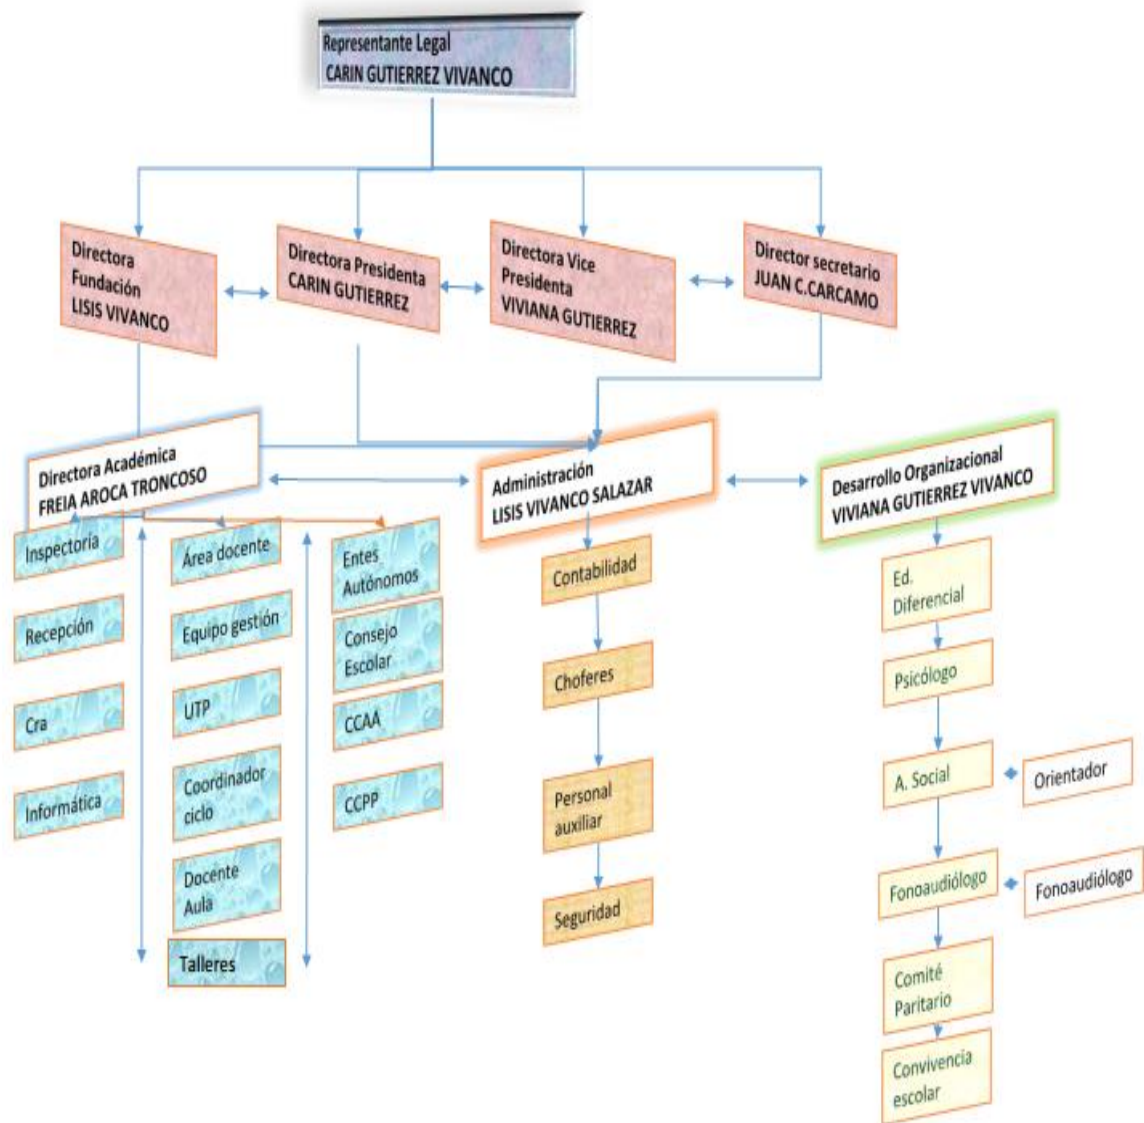 Representante Legal
CARIN GUTIERREZ VIVANCO
Directora
Fundación
LISIS VIVANCO
Directora Presidenta
CARIN GUTIERREZ
Directora Vice
Presidenta
VIVIANA GUTIERREZ
Director secretario
JUAN C.CARCAMO
Directora Académica
FREIA AROCA TRONCOSO
Administración
LISIS VIVANCO SALAZAR
Desarrollo Organizacional
VIVIANA GUTIERREZ VIVANCO
Inspectoría
Recepción
Cra
Informática
Área docente
Equipo gestión
UTP
Coordinador
ciclo
Docente
Aula
Talleres
Entes
Autónomos
Consejo
Escolar
CCAA
CCPP
Contabilidad
Choferes
Personal
auxiliar
Seguridad
Ed.
Diferencial
Psicólogo
A. Social
Orientador
Fonoaudiólogo
Fonoaudiólogo
Comité
Paritario
Convivencia
escolar